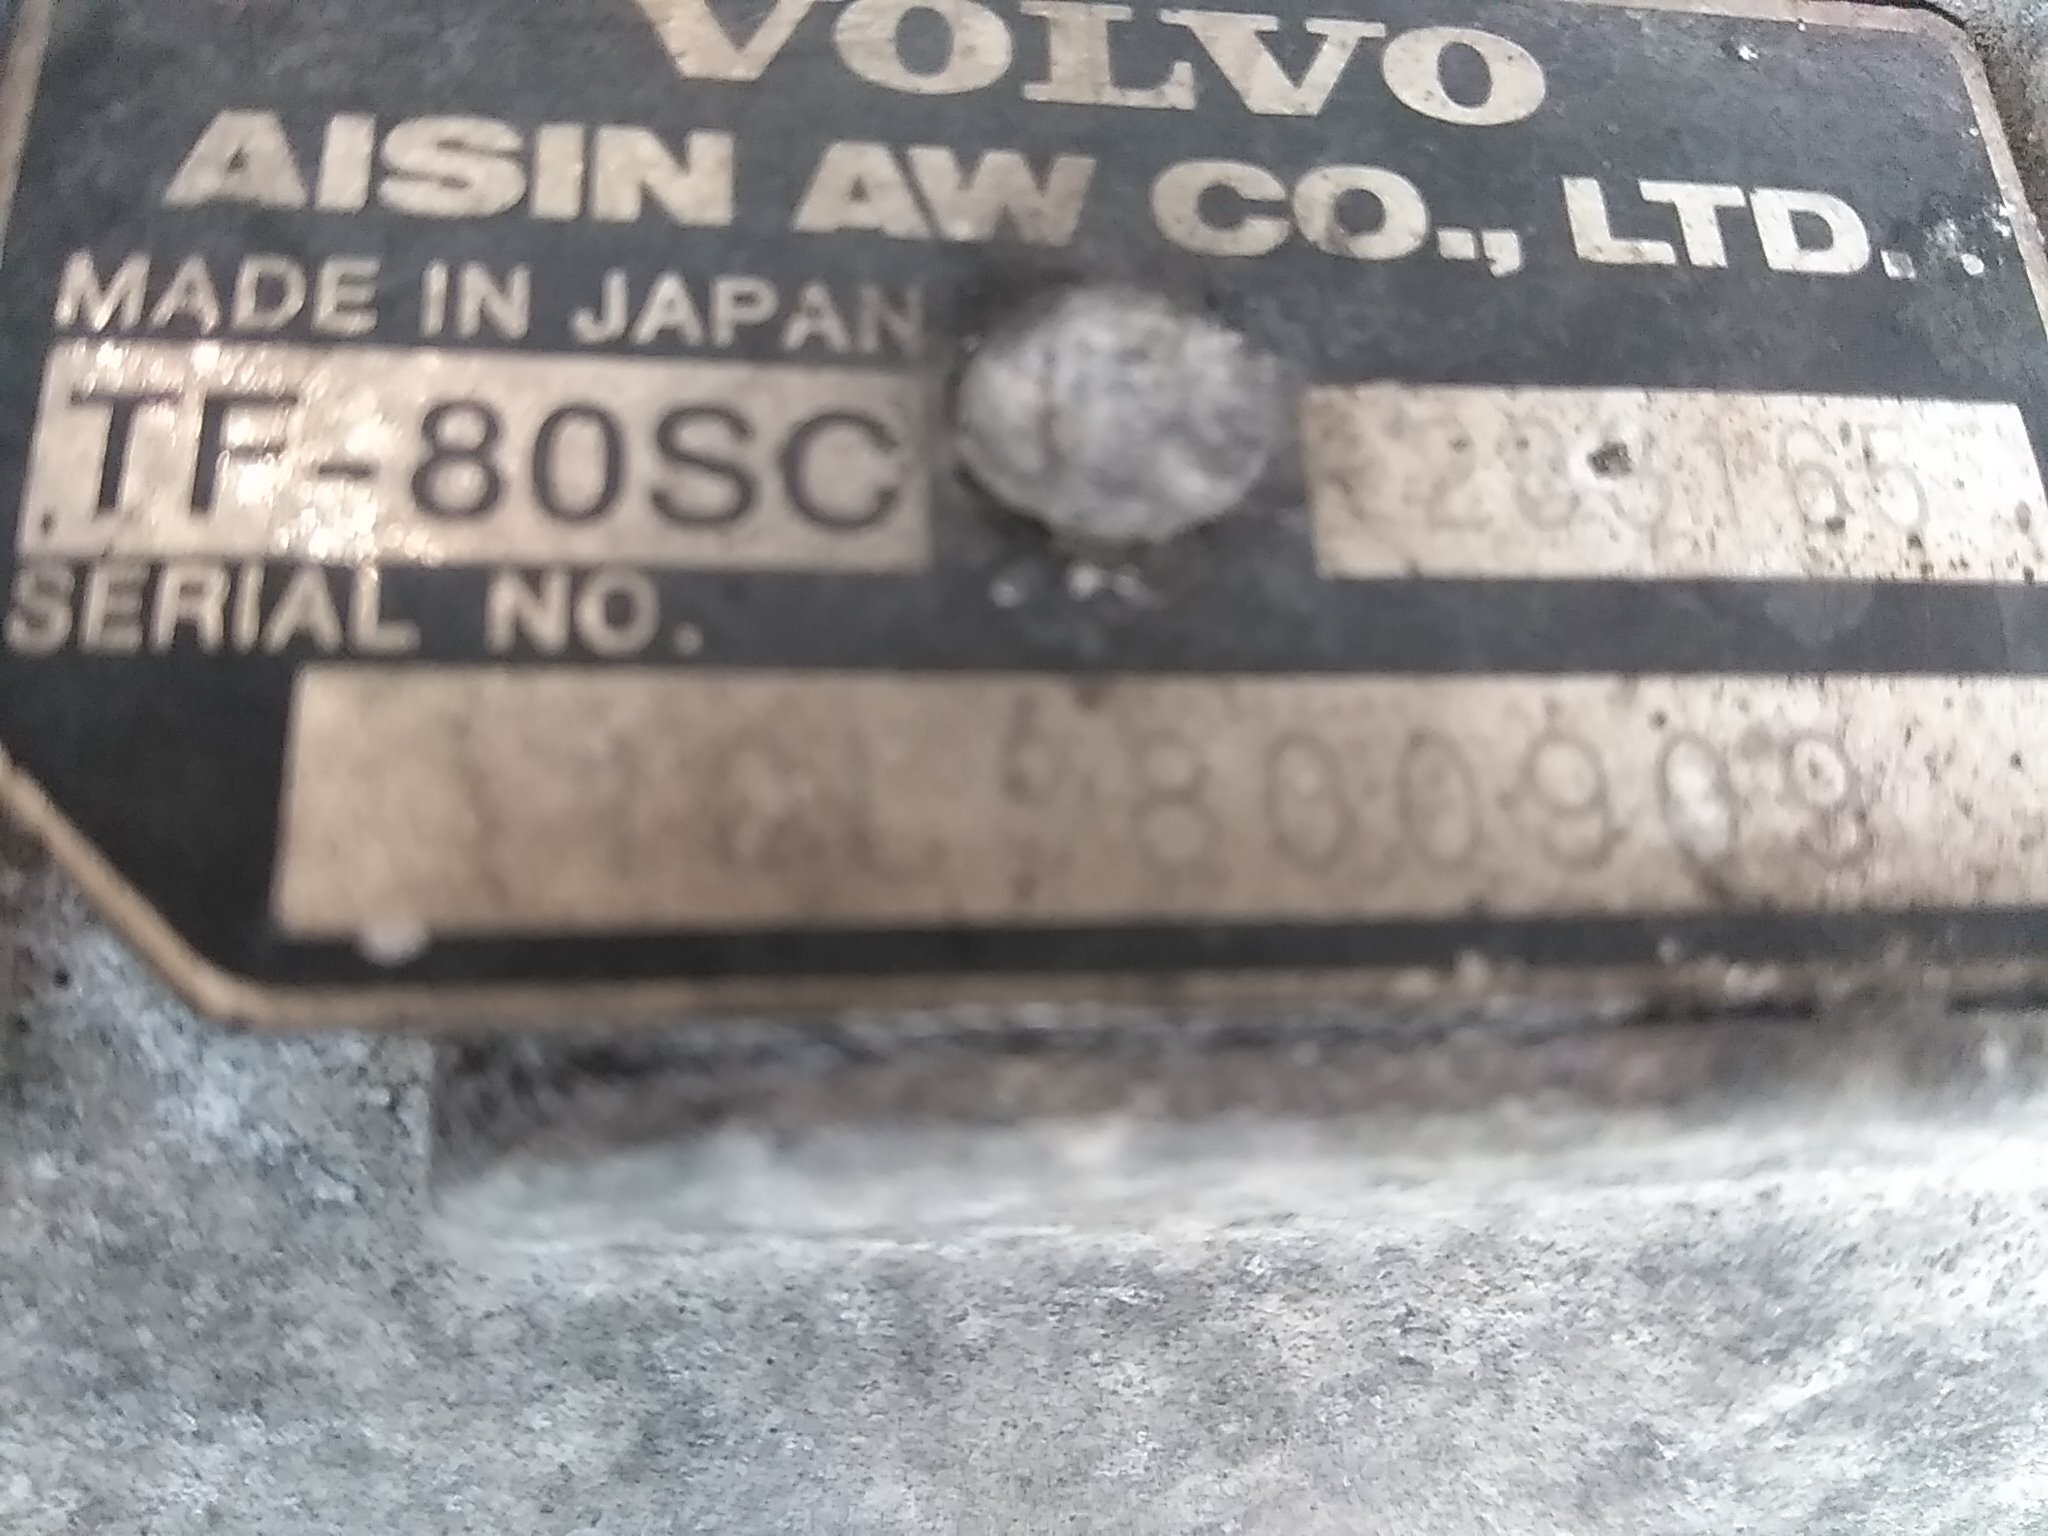 VOLVO
AISIN AW CO., LTD.
MADE IN JAPAN
TF-80SC
SERIAL NO.